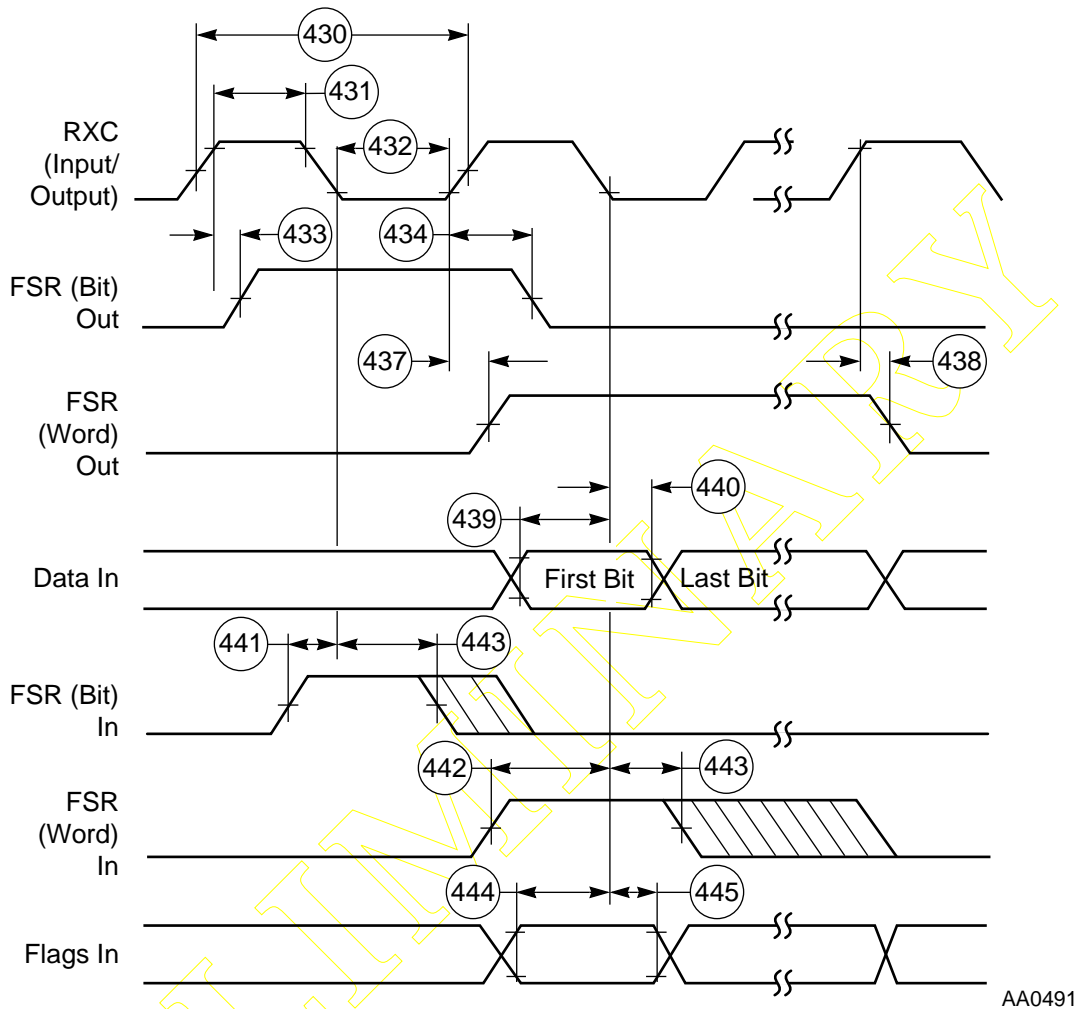 430
431
RXC
(Input/
Output)
432
433
434
FSR (Bit)
Out
437
438
FSR
(Word)
Out
439
440
Data In
First Bit
Last Bit
441
443
FSR (Bit)
In
442
443
FSR
(Word)
In
444
445
Flags In
AA0491